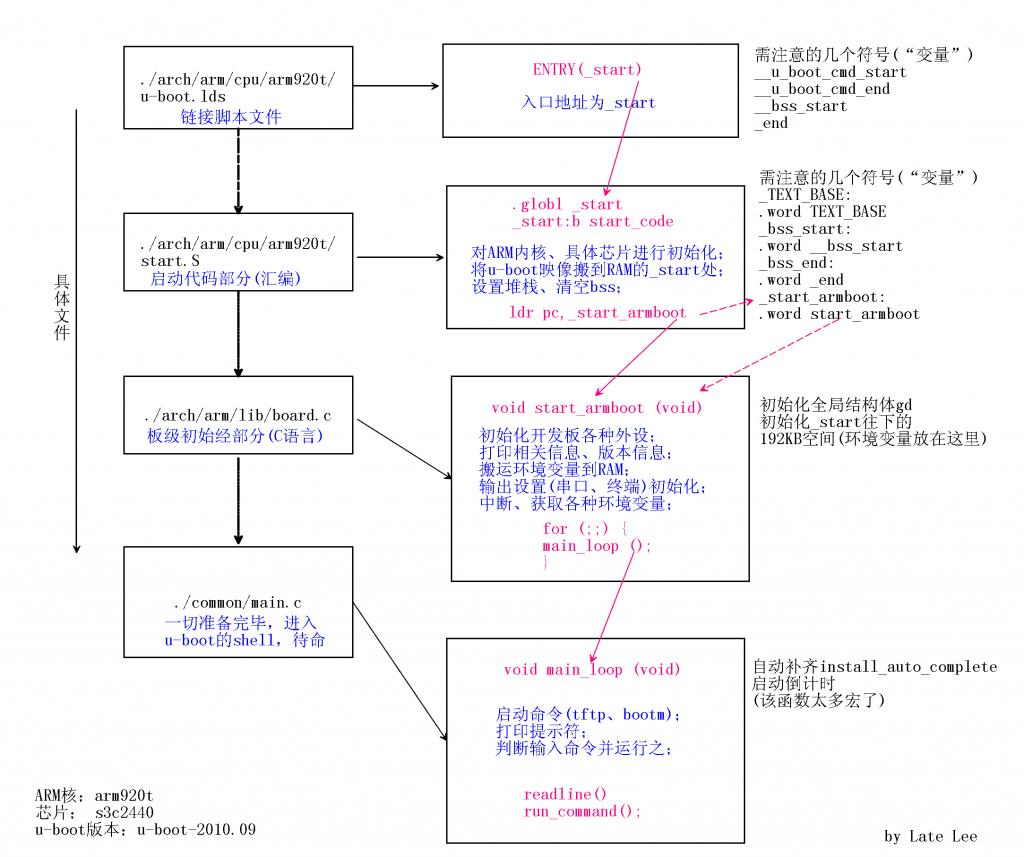 ./arch/arm/cpu/arm920t/
u-boot.lds
链接脚本文件
ENTRY(_start)
入口地址为_start
需注意的几个符号(“变量”)
__u_boot_cmd_start
__u_boot_cmd_end
__bss_start
_end
具体文件
./arch/arm/cpu/arm920t/
start.S
启动代码部分(汇编)
.globl _start
_start:b start_code
对ARM内核、具体芯片进行初始化;
将u-boot映像搬到RAM的_start处;
设置堆栈、清空bss;
ldr pc,_start_armboot
需注意的几个符号(“变量”)
_TEXT_BASE:
.word TEXT_BASE
_bss_start:
.word __bss_start
_bss_end:
.word _end
_start_armboot:
.word start_armboot
./arch/arm/lib/board.c
板级初始经部分(C语言)
void start_armboot (void)
初始化开发板各种外设;
打印相关信息、版本信息;
搬运环境变量到RAM;
输出设置(串口、终端)初始化;
中断、获取各种环境变量;
for (;;) {
main_loop ();
}
初始化全局结构体gd
初始化_start往下的
192KB空间(环境变量放在这里)
./common/main.c
一切准备完毕，进入
u-boot的shell，待命
void main_loop (void)
启动命令(tftp、bootm);
打印提示符;
判断输入命令并运行之;
readline()
run_command();
自动补齐install_auto_complete
启动倒计时
(该函数太多宏了)
ARM核: arm920t
芯片: s3c2440
u-boot版本: u-boot-2010.09
by Late Lee